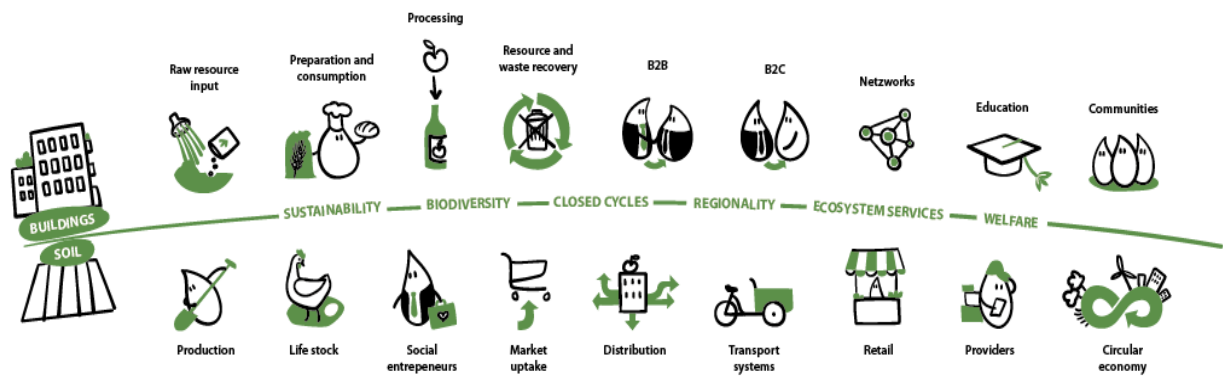 Processing
Raw resource
input
Preparation and
consumption
Resource and
waste recovery
B2B
B2C
Netzworks
Education
Communities
BUILDINGS
SOIL
SUSTAINABILITY — BIODIVERSITY — CLOSED CYCLES — REGIONALITY — ECOSYSTEM SERVICES — WELFARE
Production
Life stock
Social
entrepeneurs
Market
uptake
Distribution
Transport
systems
Retail
Providers
Circular
economy